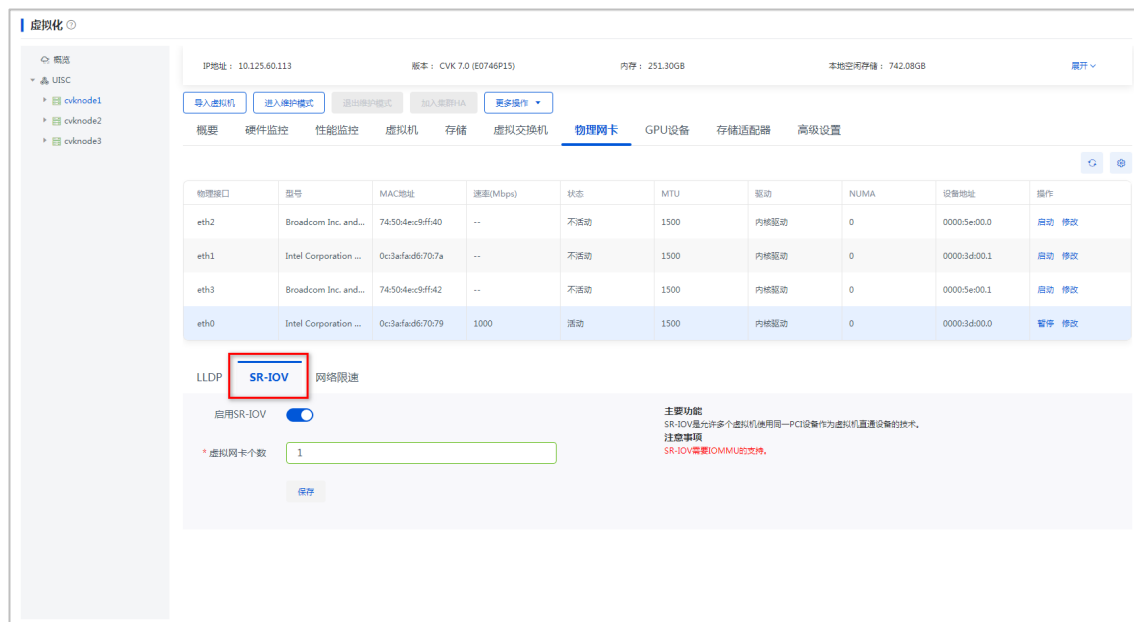 虚拟化
概览
UISC
cvknode1
cvknode2
cvknode3
IP地址： 10.125.60.113 版本： CVK 7.0 (E0746P15) 内存： 251.30GB 本地空闲存储： 742.08GB 展开
导入虚拟机 进入维护模式 退出维护模式 加入集群HA 更多操作
概要 硬件监控 性能监控 虚拟机 存储 虚拟交换机 物理网卡 GPU设备 存储适配器 高级设置
物理接口 型号 MAC地址 速率(Mbps) 状态 MTU 驱动 NUMA 设备地址 操作
eth2 Broadcom Inc. and... 74:50:4e:c9:ff:40 -- 不活动 1500 内核驱动 0 0000:5e:00.0 启动 修改
eth1 Intel Corporation ... 0c:3a:fa:d6:70:7a -- 不活动 1500 内核驱动 0 0000:3d:00.1 启动 修改
eth3 Broadcom Inc. and... 74:50:4e:c9:ff:42 -- 不活动 1500 内核驱动 0 0000:5e:00.1 启动 修改
eth0 Intel Corporation ... 0c:3a:fa:d6:70:79 1000 活动 1500 内核驱动 0 0000:3d:00.0 暂停 修改
LLDP SR-IOV 网络限速
启用SR-IOV
* 虚拟网卡个数 1
保存
主要功能
SR-IOV是允许多个虚拟机使用同一PCI设备作为虚拟机直通设备的技术。
注意事项
SR-IOV需要IOMMU的支持。